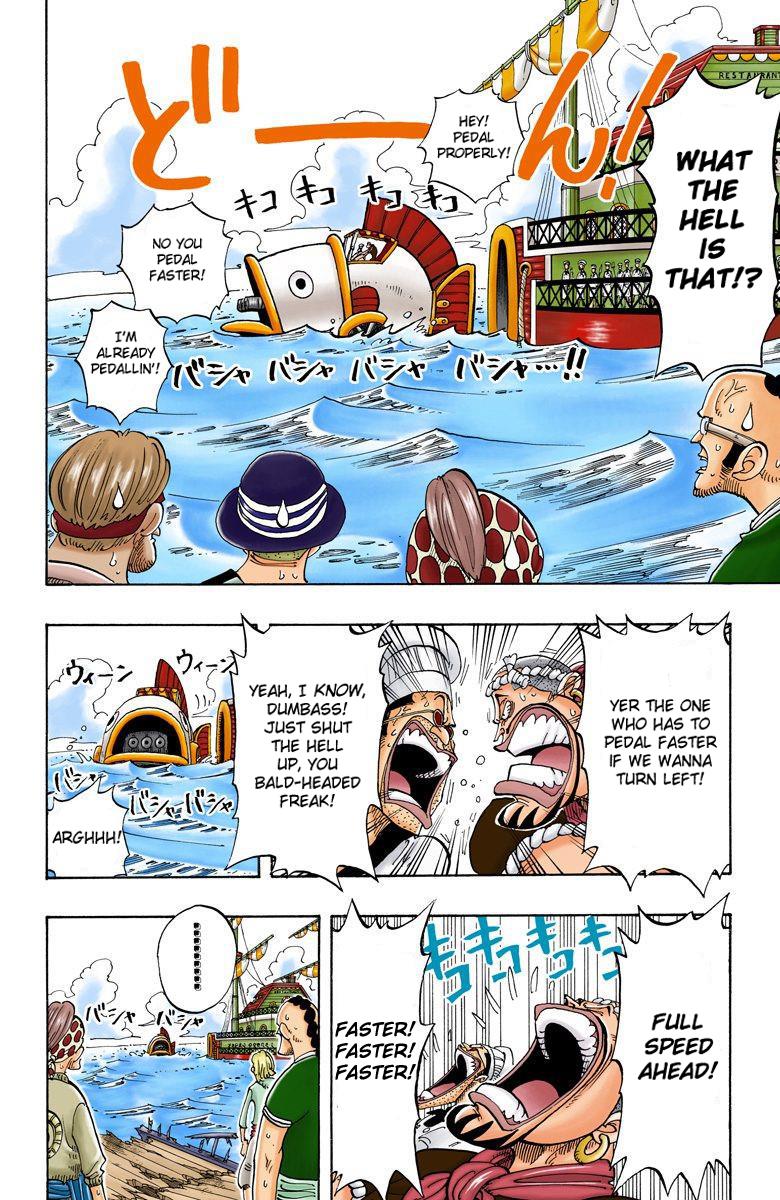 RESTAURANT
ど
ー
ん!
HEY!
PEDAL
PROPERLY!
WHAT
THE
HELL
IS
THAT!?
キコ キコ キコ キコ
NO YOU
PEDAL
FASTER!
I'M
ALREADY
PEDALLIN'!
バシャ バシャ バシャ バシャ…!!
YER THE ONE
WHO HAS TO
PEDAL FASTER
IF WE WANNA
TURN LEFT!
YEAH, I KNOW,
DUMBASS!
JUST SHUT
THE HELL
UP, YOU
BALD-HEADED
FREAK!
ウィーン
ウィーン
バシャ
バシャ バシャ
ARGHHH!
キコ キコ キコ キコ
FULL
SPEED
AHEAD!
FASTER!
FASTER!
FASTER!
バシャ
バシャ